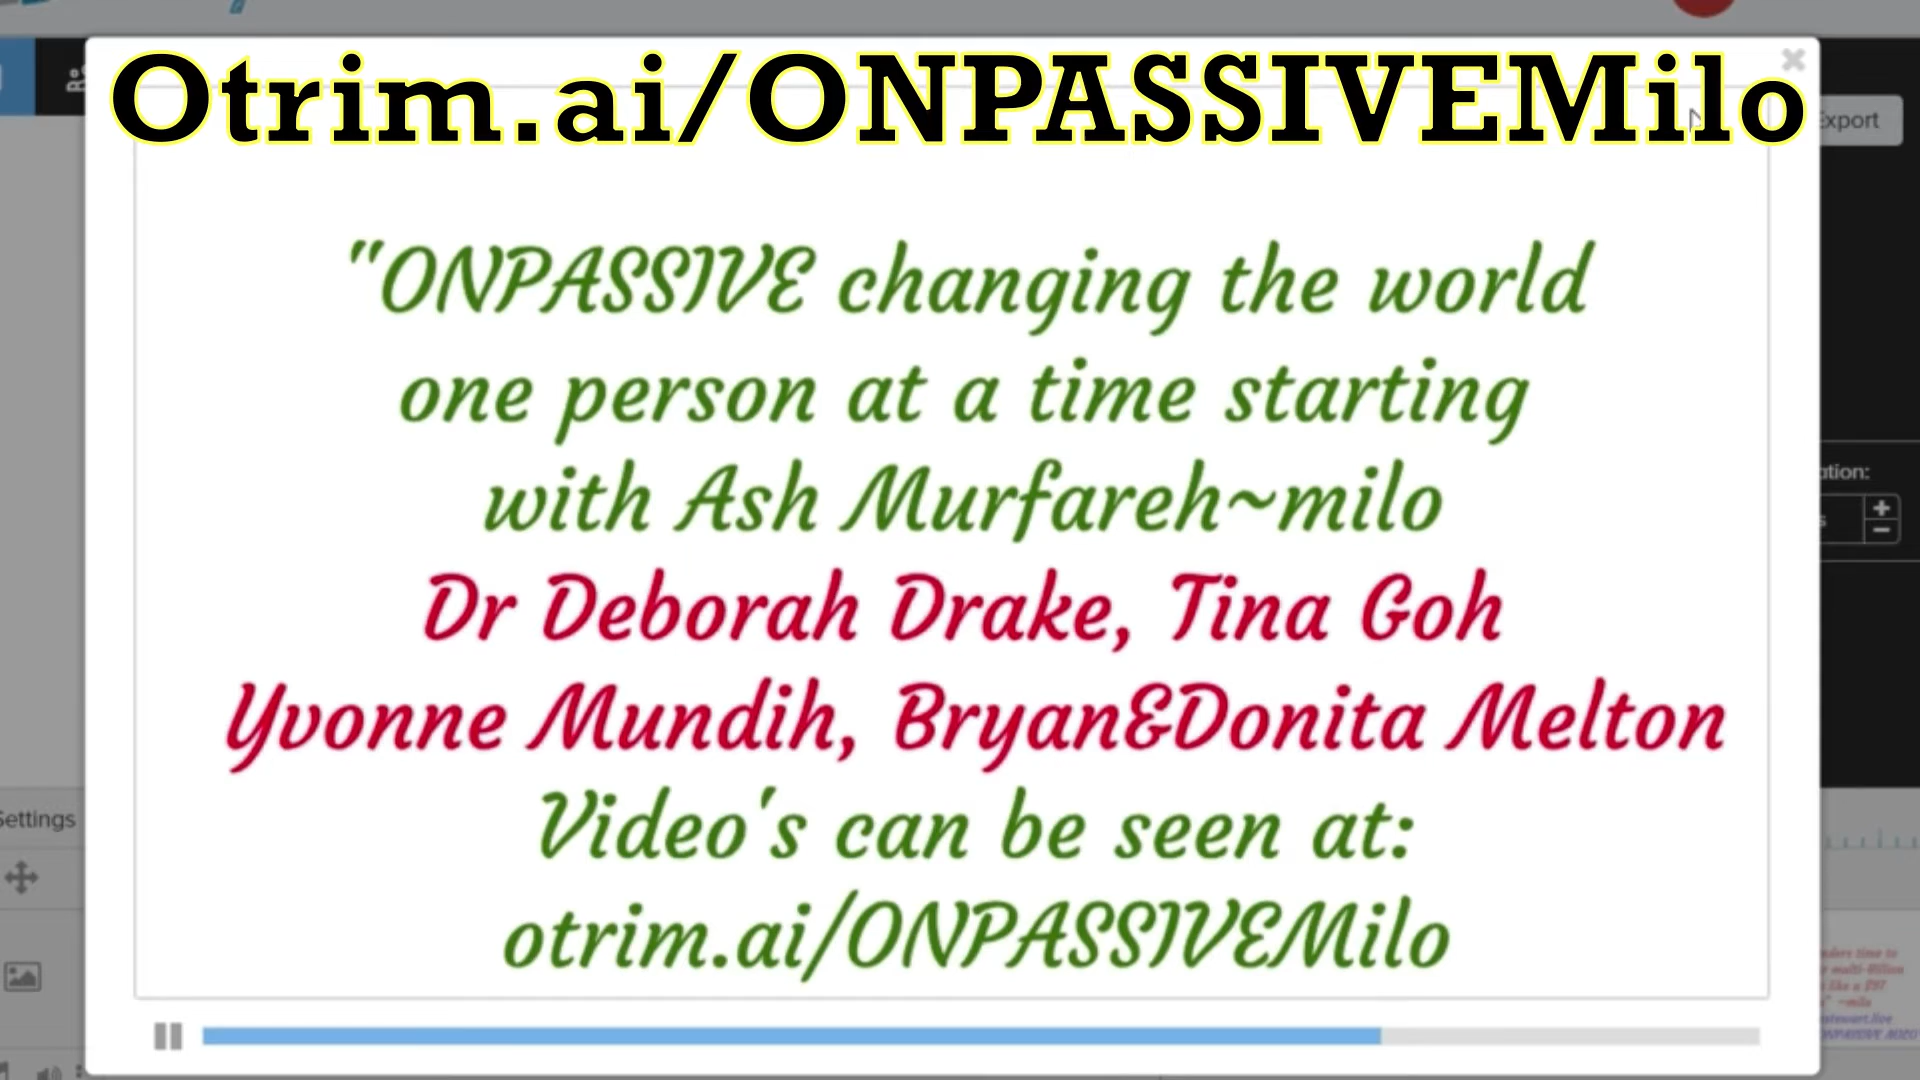 Otrim.ai/ONPASSIVEMilo
Export
"ONPASSIVE changing the world
one person at a time starting
with Ash Murfareh~milo
Dr Deborah Drake, Tina Goh
Yvonne Mundih, Bryan&Donita Melton
Video's can be seen at:
otrim.ai/ONPASSIVEMilo
Settings